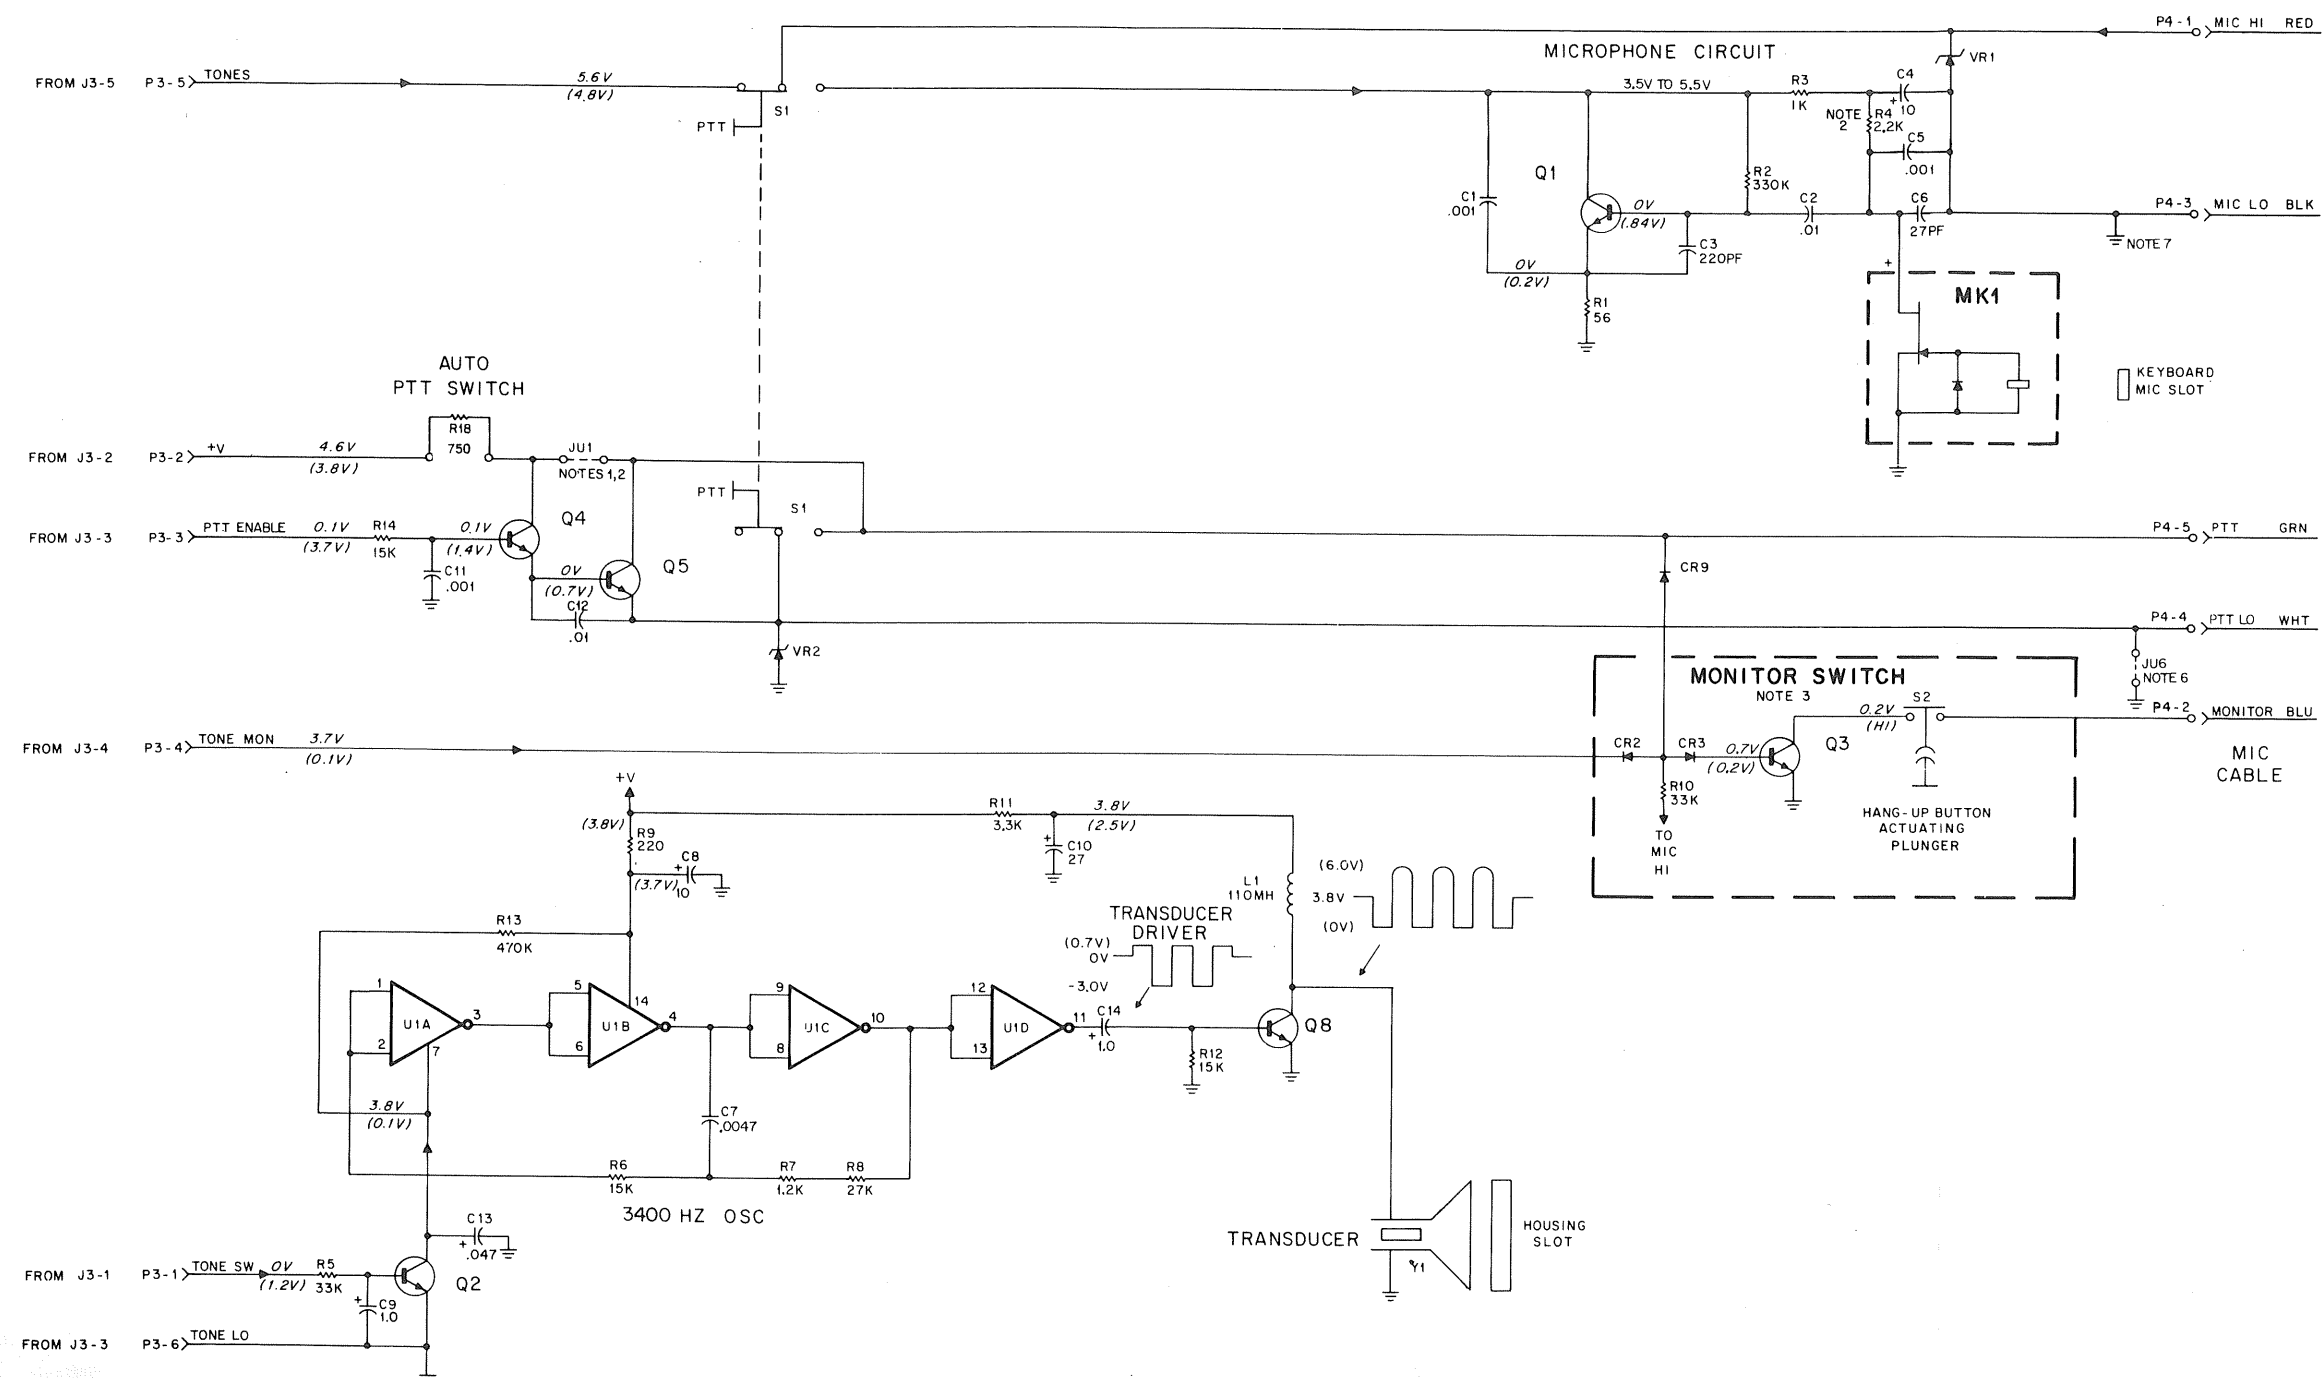 P4-1 MIC HI RED
MICROPHONE CIRCUIT
VR1
FROM J3-5 P3-5 TONES
5.6V
(4.8V)
S1
PTT
3.5V TO 5.5V
R3
1K
C4
+
10
NOTE
2
R4
2.2K
C5
.001
Q1
R2
330K
C1
.001
0V
(.84V)
C2
.01
C6
27PF
P4-3 MIC LO BLK
NOTE 7
C3
220PF
0V
(0.2V)
R1
56
+
MK1
KEYBOARD
MIC SLOT
AUTO
PTT SWITCH
R18
750
FROM J3-2 P3-2 +V
4.6V
(3.8V)
JU1
NOTES 1,2
PTT
S1
FROM J3-3 P3-3 PTT ENABLE
0.1V
(3.7V)
R14
15K
0.1V
(1.4V)
Q4
C11
.001
0V
(0.7V)
Q5
C12
.01
VR2
P4-5 PTT GRN
CR9
P4-4 PTT LO WHT
JU6
NOTE 6
MONITOR SWITCH
NOTE 3
S2
0.2V
(HI)
P4-2 MONITOR BLU
MIC
CABLE
FROM J3-4 P3-4 TONE MON
3.7V
(0.1V)
CR2
CR3
0.7V
(0.2V)
Q3
R10
33K
TO
MIC
HI
HANG-UP BUTTON
ACTUATING
PLUNGER
+V
(3.8V)
R9
220
R11
3.3K
3.8V
(2.5V)
+
C10
27
C8
+
10
(3.7V)
L1
110MH
(6.0V)
3.8V
(0V)
TRANSDUCER
DRIVER
(0.7V)
0V
-3.0V
R13
470K
1
2
U1A
3
7
5
6
U1B
14
4
9
8
U1C
10
12
13
U1D
11
C14
+
1.0
R12
15K
Q8
3.8V
(0.1V)
C7
.0047
R6
15K
R7
1.2K
R8
27K
3400 HZ OSC
C13
+
.047
TRANSDUCER
Y1
HOUSING
SLOT
FROM J3-1 P3-1 TONE SW
0V
(1.2V)
R5
33K
Q2
+
C9
1.0
FROM J3-3 P3-6 TONE LO